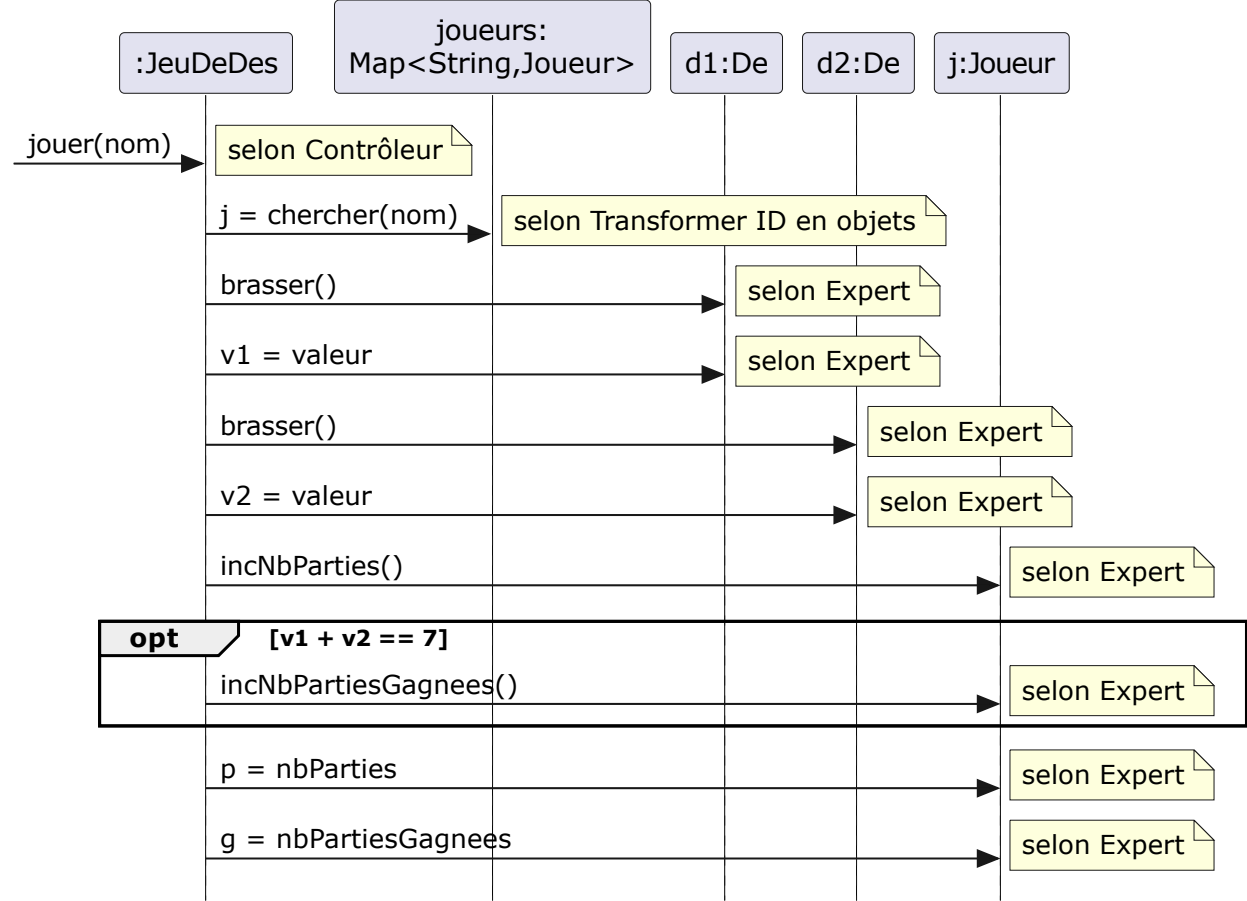 :JeuDeDes
joueurs:
Map<String,Joueur>
d1:De
d2:De
j:Joueur
jouer(nom)
selon Contrôleur
j = chercher(nom)
selon Transformer ID en objets
brasser()
selon Expert
v1 = valeur
selon Expert
brasser()
selon Expert
v2 = valeur
selon Expert
incNbParties()
selon Expert
opt
[v1 + v2 == 7]
incNbPartiesGagnees()
selon Expert
p = nbParties
selon Expert
g = nbPartiesGagnees
selon Expert